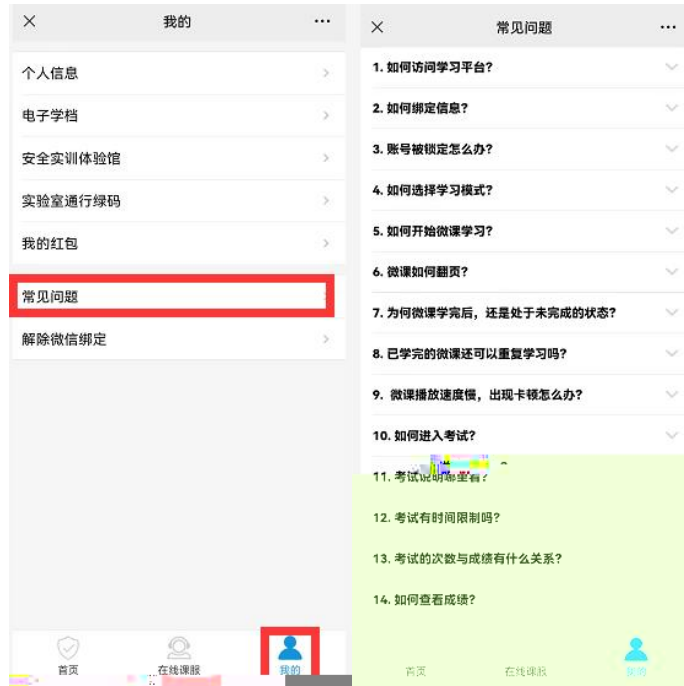 我的
个人信息
电子学档
安全实训体验馆
实验室通行绿码
我的红包
常见问题
解除微信绑定
首页
在线课服
我的
常见问题
1. 如何访问学习平台?
2. 如何绑定信息?
3. 账号被锁定怎么办?
4. 如何选择学习模式?
5. 如何开始微课学习?
6. 微课如何翻页?
7. 为何微课学完后，还是处于未完成的状态?
8. 已学完的微课还可以重复学习吗?
9. 微课播放速度慢，出现卡顿怎么办?
10. 如何进入考试?
11. 考试说明哪里看?
12. 考试有时间限制吗?
13. 考试的次数与成绩有什么关系?
14. 如何查看成绩?
首页
在线课服
我的